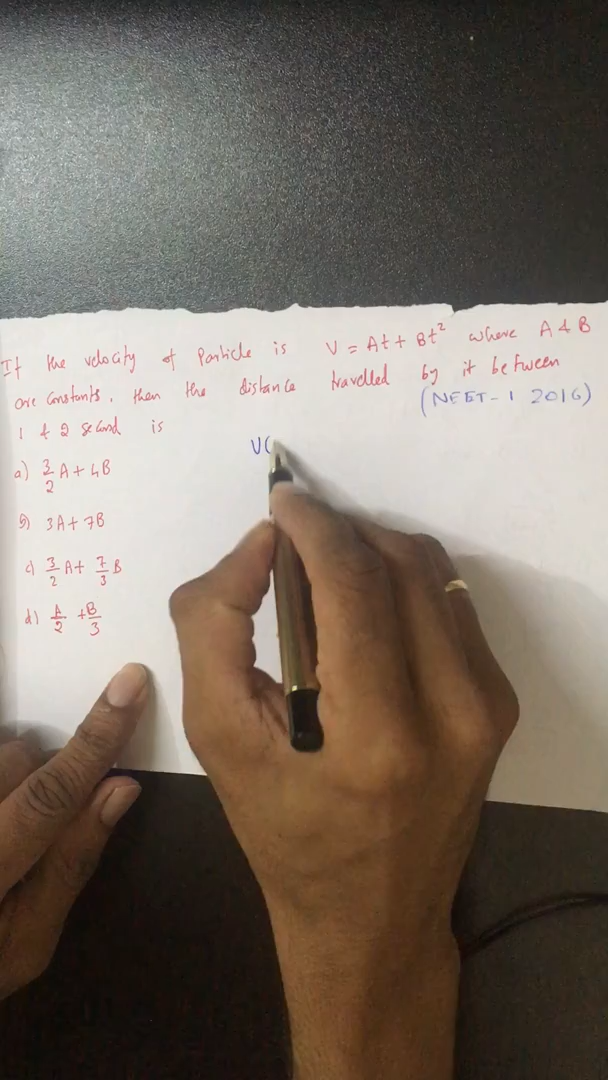 If the velocity of Particle is V = At + Bt² where A & B
are constants, then the distance travelled by it between
1 & 2 second is
(NEET-1 2016)
V(
a) 3/2 A + 4B
b) 3A + 7B
c) 3/2 A + 7/3 B
d) A/2 + B/3